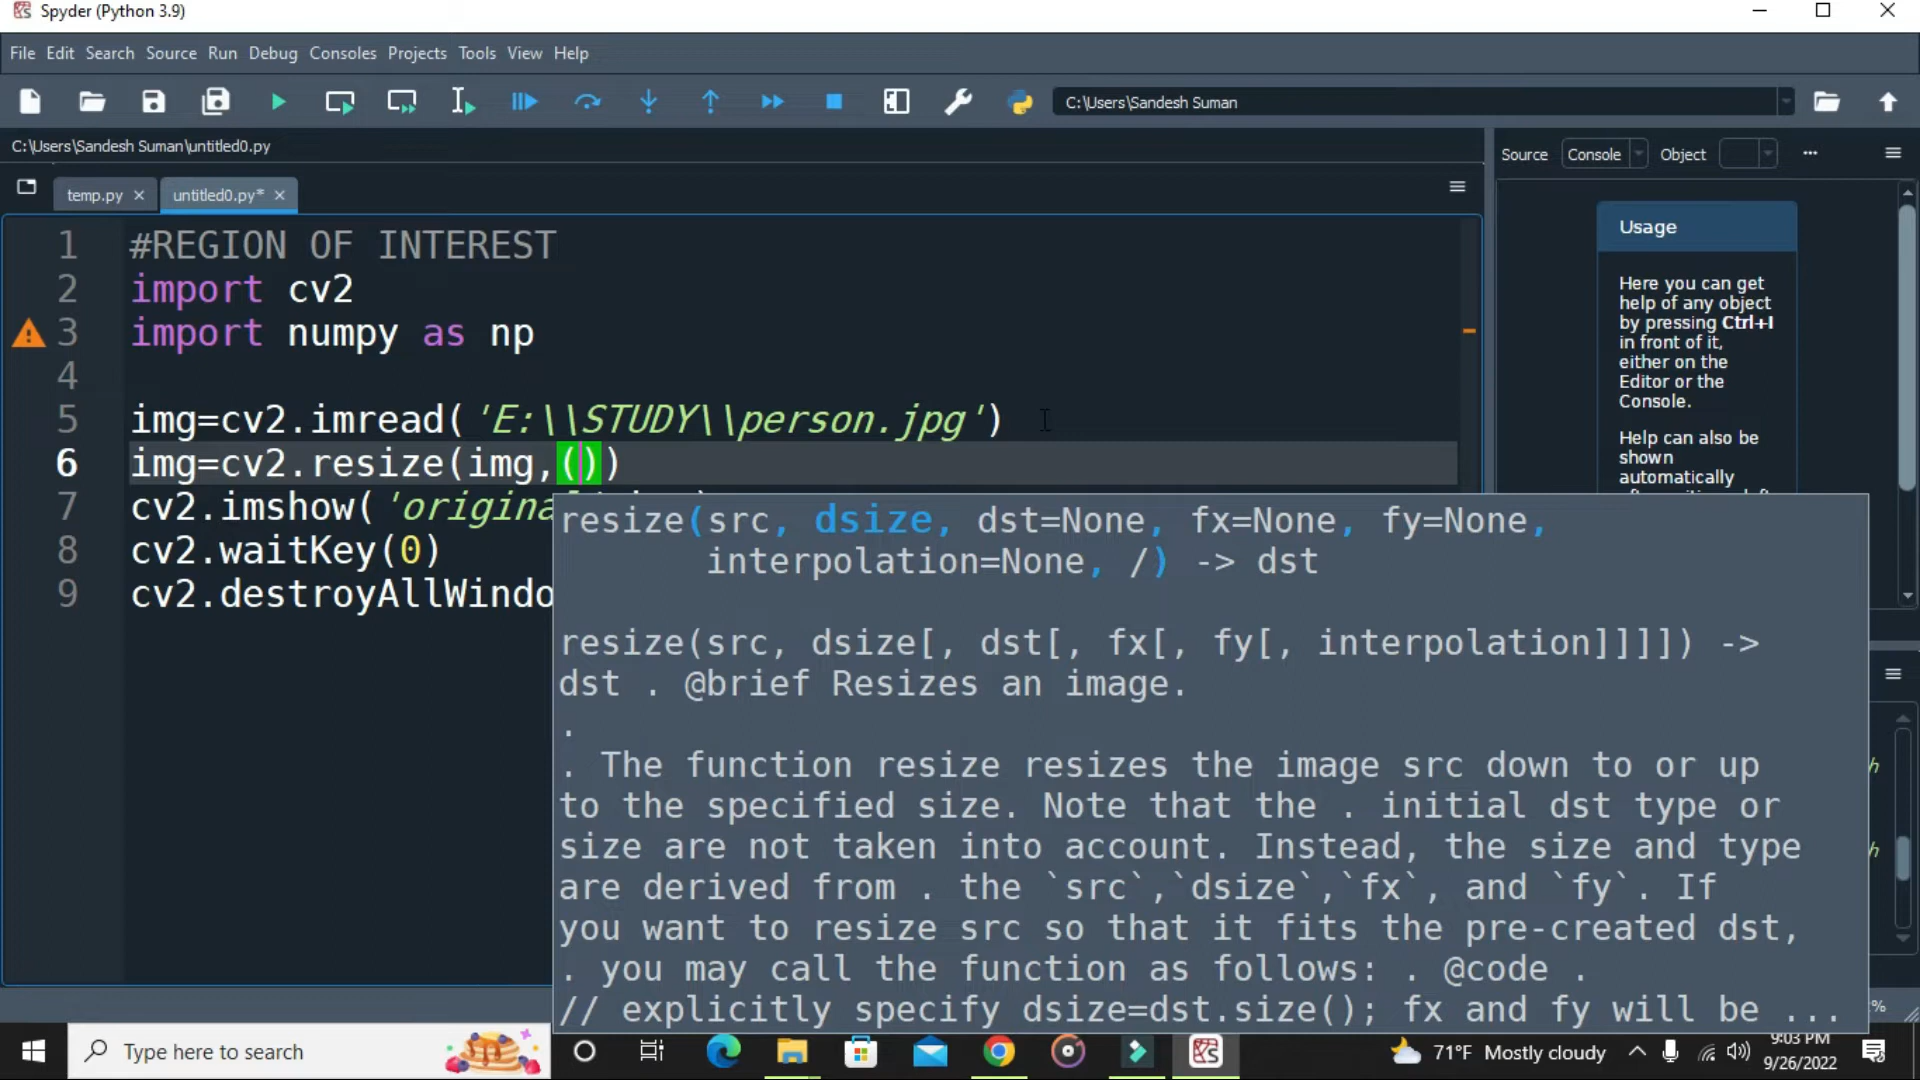 Spyder (Python 3.9)
File Edit Search Source Run Debug Consoles Projects Tools View Help
C:\Users\Sandesh Suman
C:\Users\Sandesh Suman\untitled0.py
Source Console Object
temp.py untitled0.py*
Usage
Here you can get
help of any object
by pressing Ctrl+I
in front of it,
either on the
Editor or the
Console.
Help can also be
shown
automatically
1 #REGION OF INTEREST
2 import cv2
3 import numpy as np
4
5 img=cv2.imread('E:\\STUDY\\person.jpg')
6 img=cv2.resize(img,())
7 cv2.imshow('origina
8 cv2.waitKey(0)
9 cv2.destroyAllWindo
resize(src, dsize, dst=None, fx=None, fy=None,
interpolation=None, /) -> dst
resize(src, dsize[, dst[, fx[, fy[, interpolation]]]]) ->
dst . @brief Resizes an image.
.
. The function resize resizes the image src down to or up
to the specified size. Note that the . initial dst type or
size are not taken into account. Instead, the size and type
are derived from . the `src`,`dsize`,`fx`, and `fy`. If
you want to resize src so that it fits the pre-created dst,
. you may call the function as follows: . @code .
// explicitly specify dsize=dst.size(); fx and fy will be ...
h
h
%
Type here to search
71°F Mostly cloudy
9:03 PM
9/26/2022